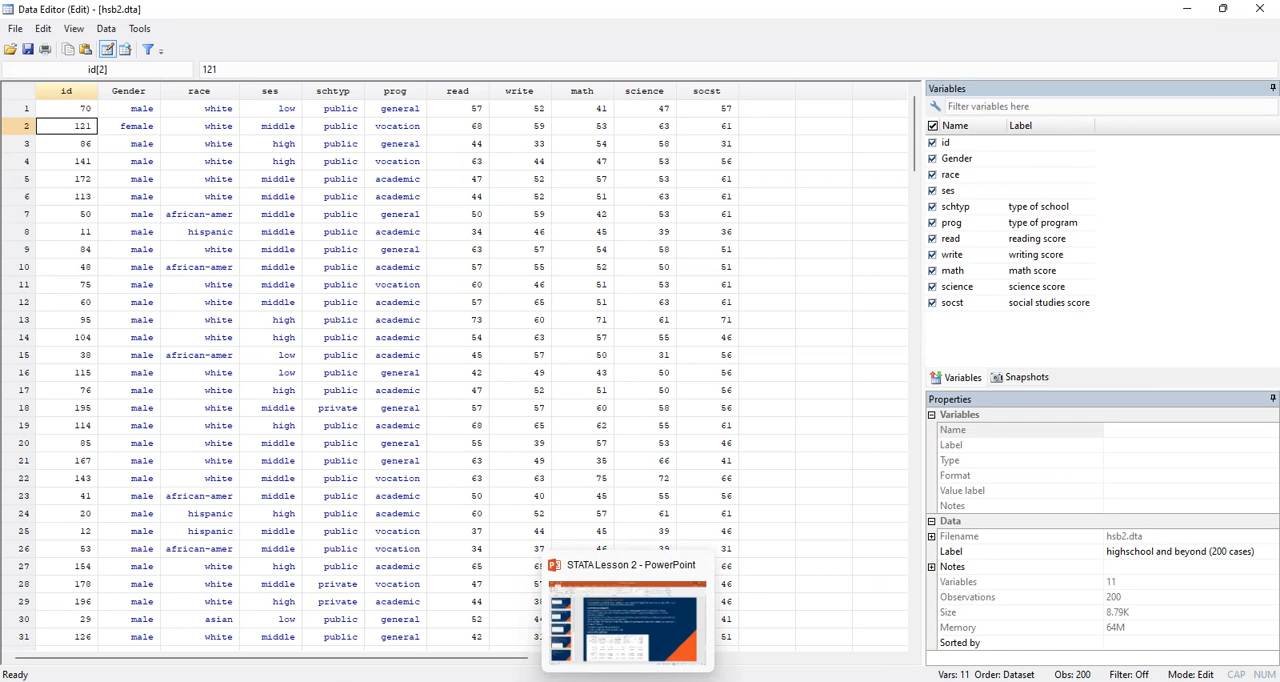 Data Editor (Edit) - [hsb2.dta]
File Edit View Data Tools
id[2] 121
id Gender race ses schtyp prog read write math science socst
1 70 male white low public general 57 52 41 47 57
2 121 female white middle public vocation 68 59 53 63 61
3 86 male white high public general 44 33 54 58 31
4 141 male white high public vocation 63 44 47 53 56
5 172 male white middle public academic 47 52 57 53 61
6 113 male white middle public academic 44 52 51 63 61
7 50 male african-amer middle public general 50 59 42 53 61
8 11 male hispanic middle public academic 34 46 45 39 36
9 84 male white middle public general 63 57 54 58 51
10 48 male african-amer middle public academic 57 55 52 50 51
11 75 male white middle public vocation 60 46 51 53 61
12 60 male white middle public academic 57 65 51 63 61
13 95 male white high public academic 73 60 71 61 71
14 104 male white high public academic 54 63 57 55 46
15 38 male african-amer low public academic 45 57 50 31 56
16 115 male white low public general 42 49 43 50 56
17 76 male white high public academic 47 52 51 50 56
18 195 male white middle private general 57 57 60 58 56
19 114 male white high public academic 68 65 62 55 61
20 85 male white middle public general 55 39 57 53 46
21 167 male white middle public general 63 49 35 66 41
22 143 male white middle public vocation 63 63 75 72 66
23 41 male african-amer middle public academic 50 40 45 55 56
24 20 male hispanic high public academic 60 52 57 61 61
25 12 male hispanic middle public vocation 37 44 45 39 46
26 53 male african-amer middle public vocation 34 37 46 39 31
27 154 male white high public academic 65 66
28 178 male white middle private vocation 47 57 46
29 196 male white high private academic 44 38 46
30 29 male asian low public general 52 41
31 126 male white middle public general 42 51
STATA Lesson 2 - PowerPoint
Variables
Filter variables here
Name Label
id
Gender
race
ses
schtyp type of school
prog type of program
read reading score
write writing score
math math score
science science score
socst social studies score
Variables Snapshots
Properties
Variables
Name
Label
Type
Format
Value label
Notes
Data
Filename hsb2.dta
Label highschool and beyond (200 cases)
Notes
Variables 11
Observations 200
Size 8.79K
Memory 64M
Sorted by
Ready Vars: 11 Order: Dataset Obs: 200 Filter: Off Mode: Edit CAP NUM